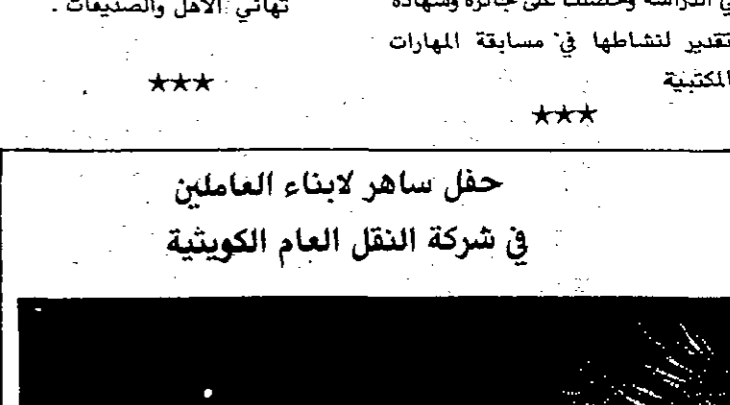 في الدراسة وحصلت على جائزة وشهادة
تقدير لنشاطها في مسابقة المهارات
المكتبية
★★★
تهاني الأهل والصديقات .
★★★
حفل ساهر لابناء العاملين
في شركة النقل العام الكويتية